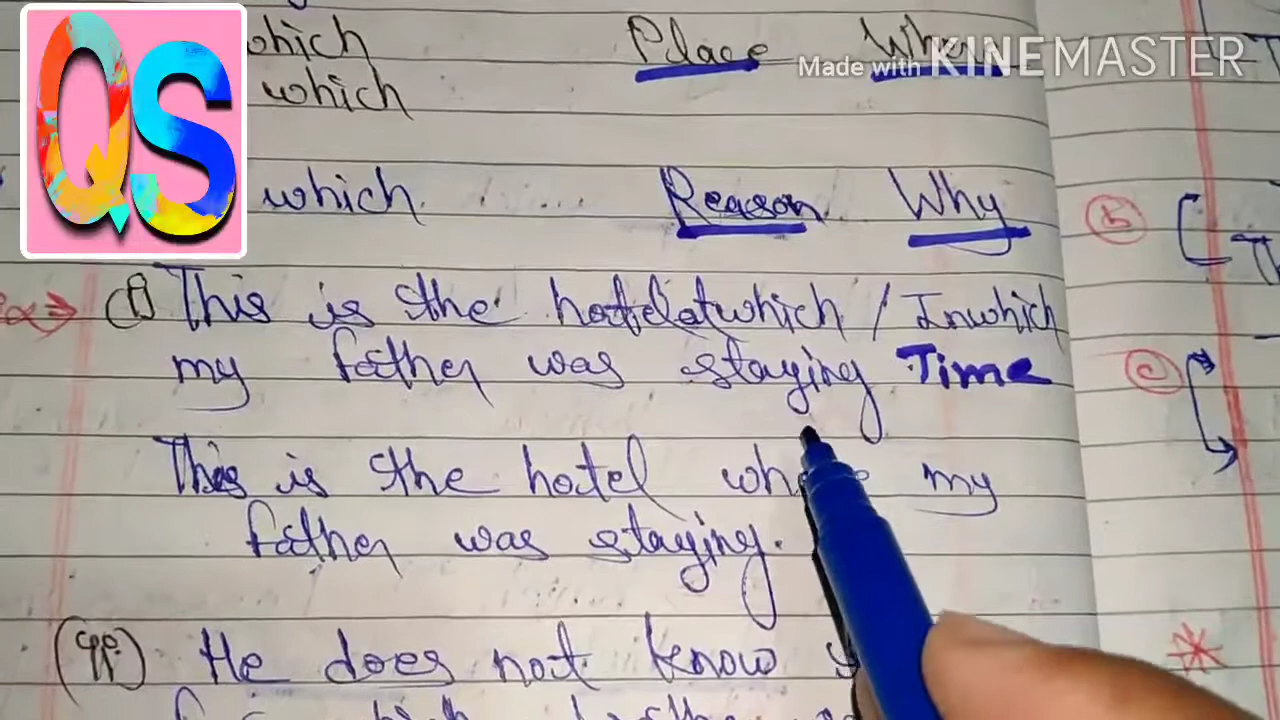 QS
which Place Where
Made with KINEMASTER
which
which Reason Why
(b)
ex⇒ (i) This is the hotel at which / In which
my father was staying Time
(c)
This is the hotel where my
father was staying.
(ii) He does not know